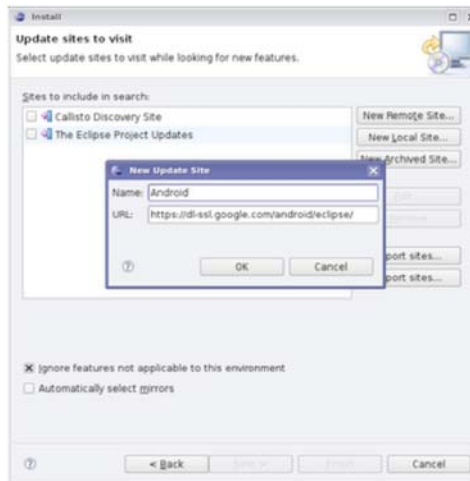 Install
Update sites to visit
Select update sites to visit while looking for new features.
Sites to include in search:
Callisto Discovery Site
The Eclipse Project Updates
New Remote Site...
New Local Site...
New Archived Site...
New Update Site
Name: Android
URL: https://dl-ssl.google.com/android/eclipse/
OK
Cancel
port sites...
port sites...
Ignore features not applicable to this environment
Automatically select mirrors
< Back
Cancel